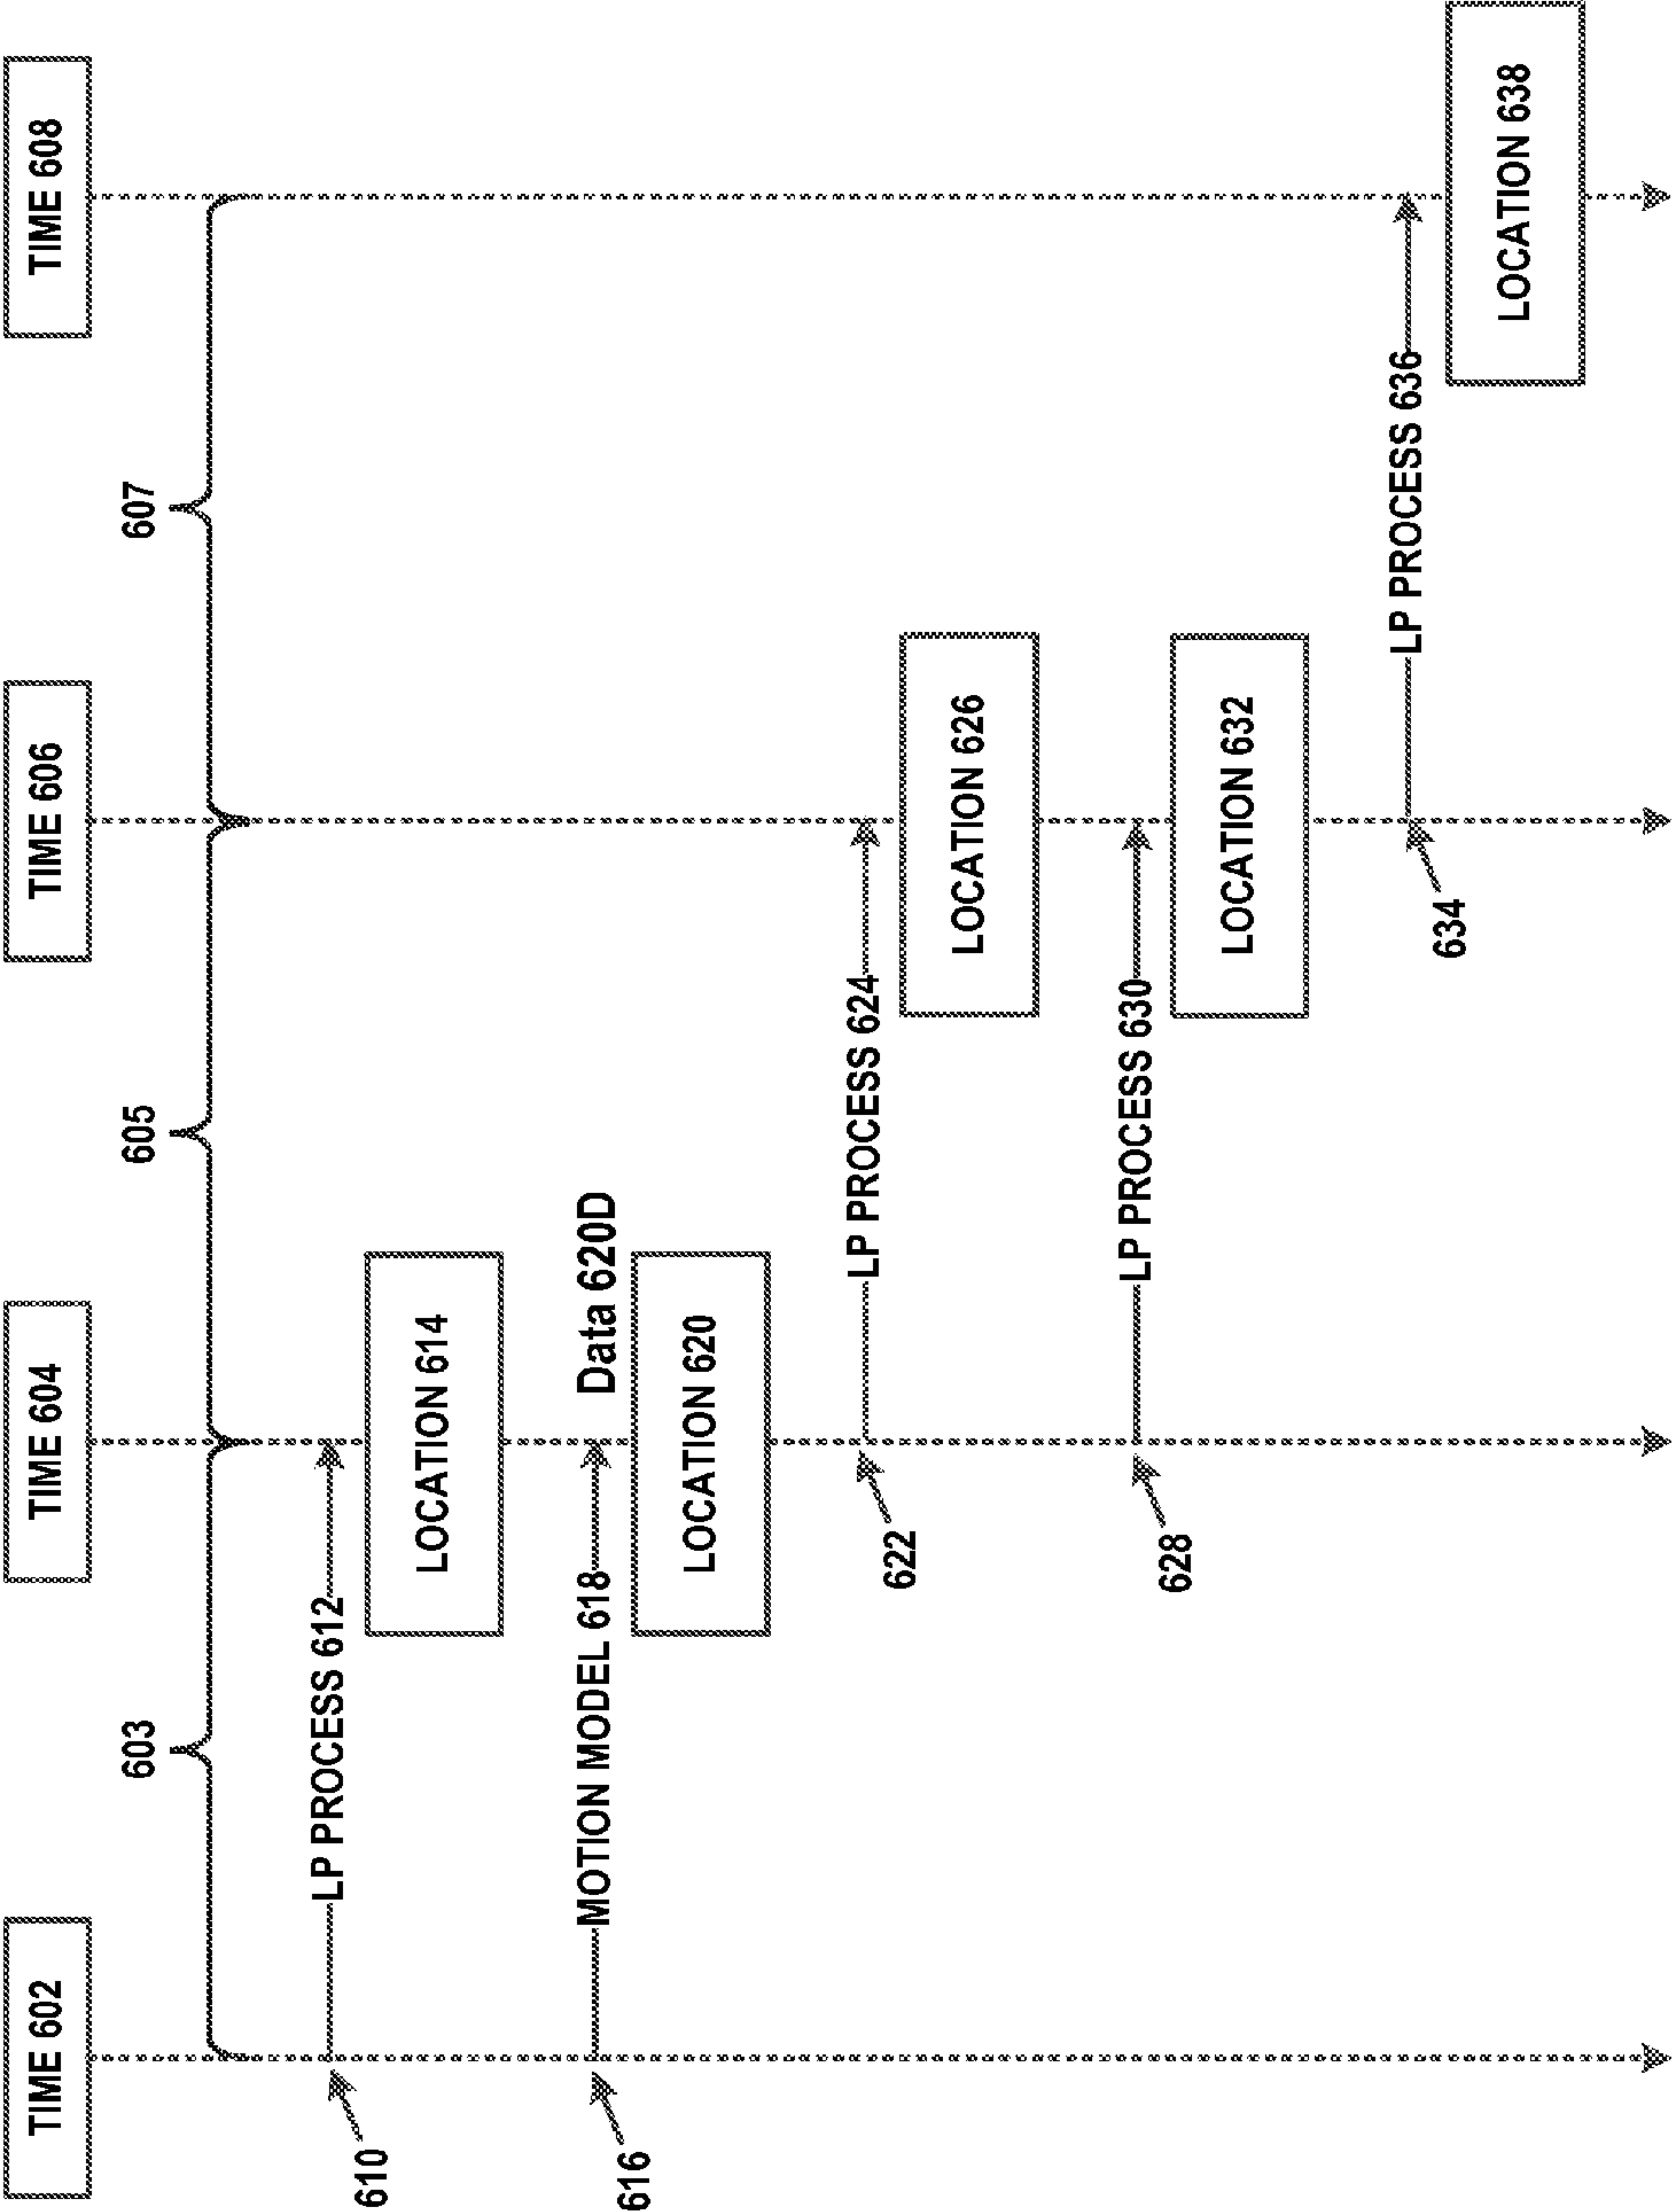 TIME 602
TIME 604
TIME 606
TIME 608
603
605
607
610
LP PROCESS 612
LOCATION 614
616
MOTION MODEL 618
Data 620D
LOCATION 620
622
LP PROCESS 624
LOCATION 626
628
LP PROCESS 630
LOCATION 632
634
LP PROCESS 636
LOCATION 638